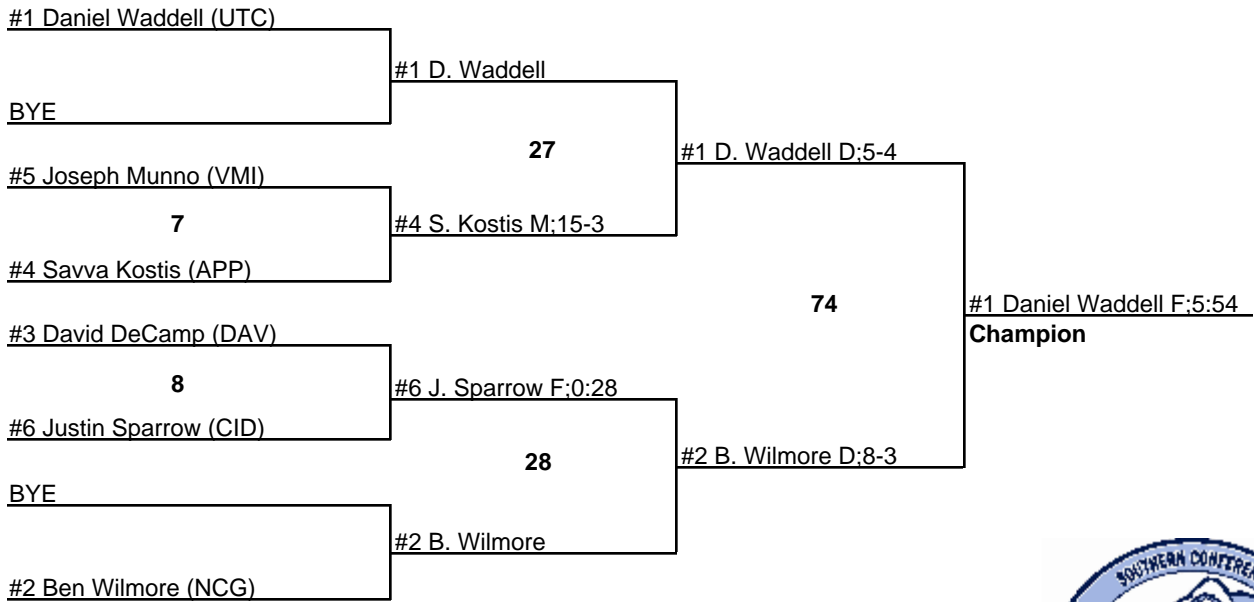 #1 Daniel Waddell (UTC)
#1 D. Waddell
BYE
27
#1 D. Waddell D;5-4
#5 Joseph Munno (VMI)
7
#4 S. Kostis M;15-3
#4 Savva Kostis (APP)
74
#1 Daniel Waddell F;5:54
Champion
#3 David DeCamp (DAV)
8
#6 J. Sparrow F;0:28
#6 Justin Sparrow (CID)
28
#2 B. Wilmore D;8-3
BYE
#2 B. Wilmore
#2 Ben Wilmore (NCG)
SOUTHERN